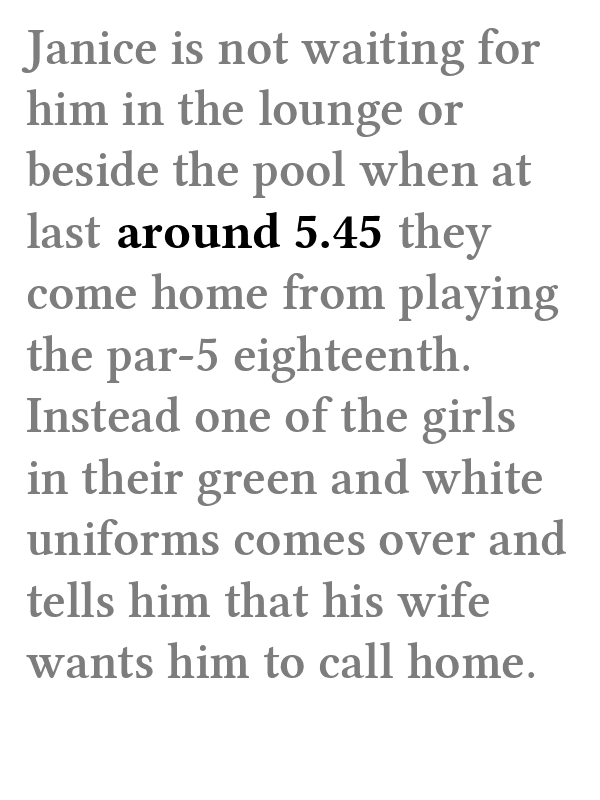 Janice is not waiting for
him in the lounge or
beside the pool when at
last around 5.45 they
come home from playing
the par-5 eighteenth.
Instead one of the girls
in their green and white
uniforms comes over and
tells him that his wife
wants him to call home.